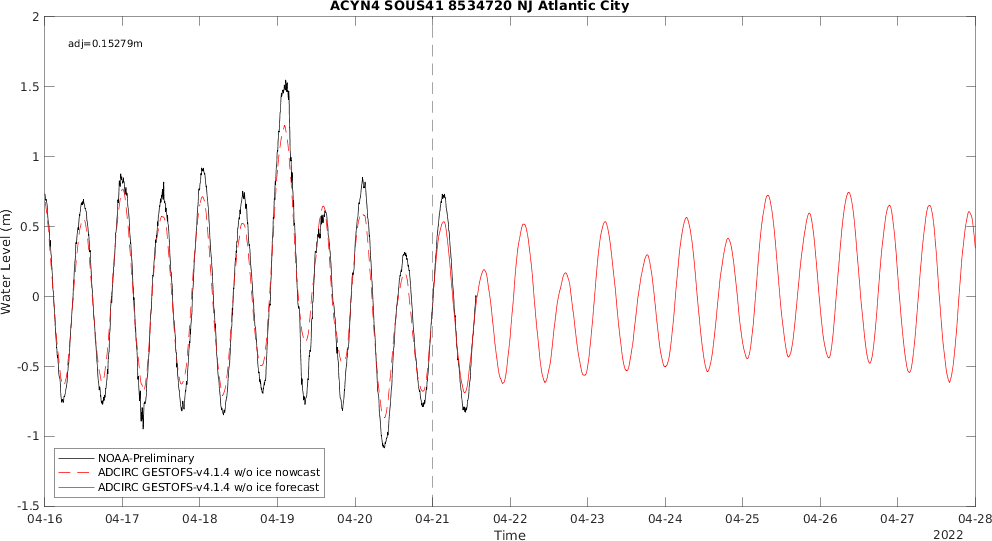 ACYN4 SOUS41 8534720 NJ Atlantic City
adj=0.15279m
2
1.5
1
0.5
0
-0.5
-1
-1.5
Water Level (m)
NOAA-Preliminary
ADCIRC GESTOFS-v4.1.4 w/o ice nowcast
ADCIRC GESTOFS-v4.1.4 w/o ice forecast
04-16 04-17 04-18 04-19 04-20 04-21 04-22 04-23 04-24 04-25 04-26 04-27 04-28
Time
2022